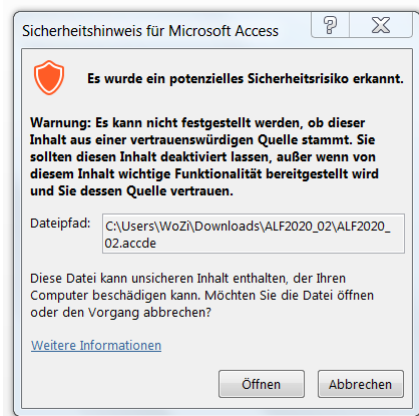 Sicherheitshinweis für Microsoft Access
Es wurde ein potenzielles Sicherheitsrisiko erkannt.
Warnung: Es kann nicht festgestellt werden, ob dieser
Inhalt aus einer vertrauenswürdigen Quelle stammt. Sie
sollten diesen Inhalt deaktiviert lassen, außer wenn von
diesem Inhalt wichtige Funktionalität bereitgestellt wird
und Sie dessen Quelle vertrauen.
Dateipfad: C:\Users\WoZi\Downloads\ALF2020_02\ALF2020_
02.accde
Diese Datei kann unsicheren Inhalt enthalten, der Ihren
Computer beschädigen kann. Möchten Sie die Datei öffnen
oder den Vorgang abbrechen?
Weitere Informationen
Öffnen Abbrechen